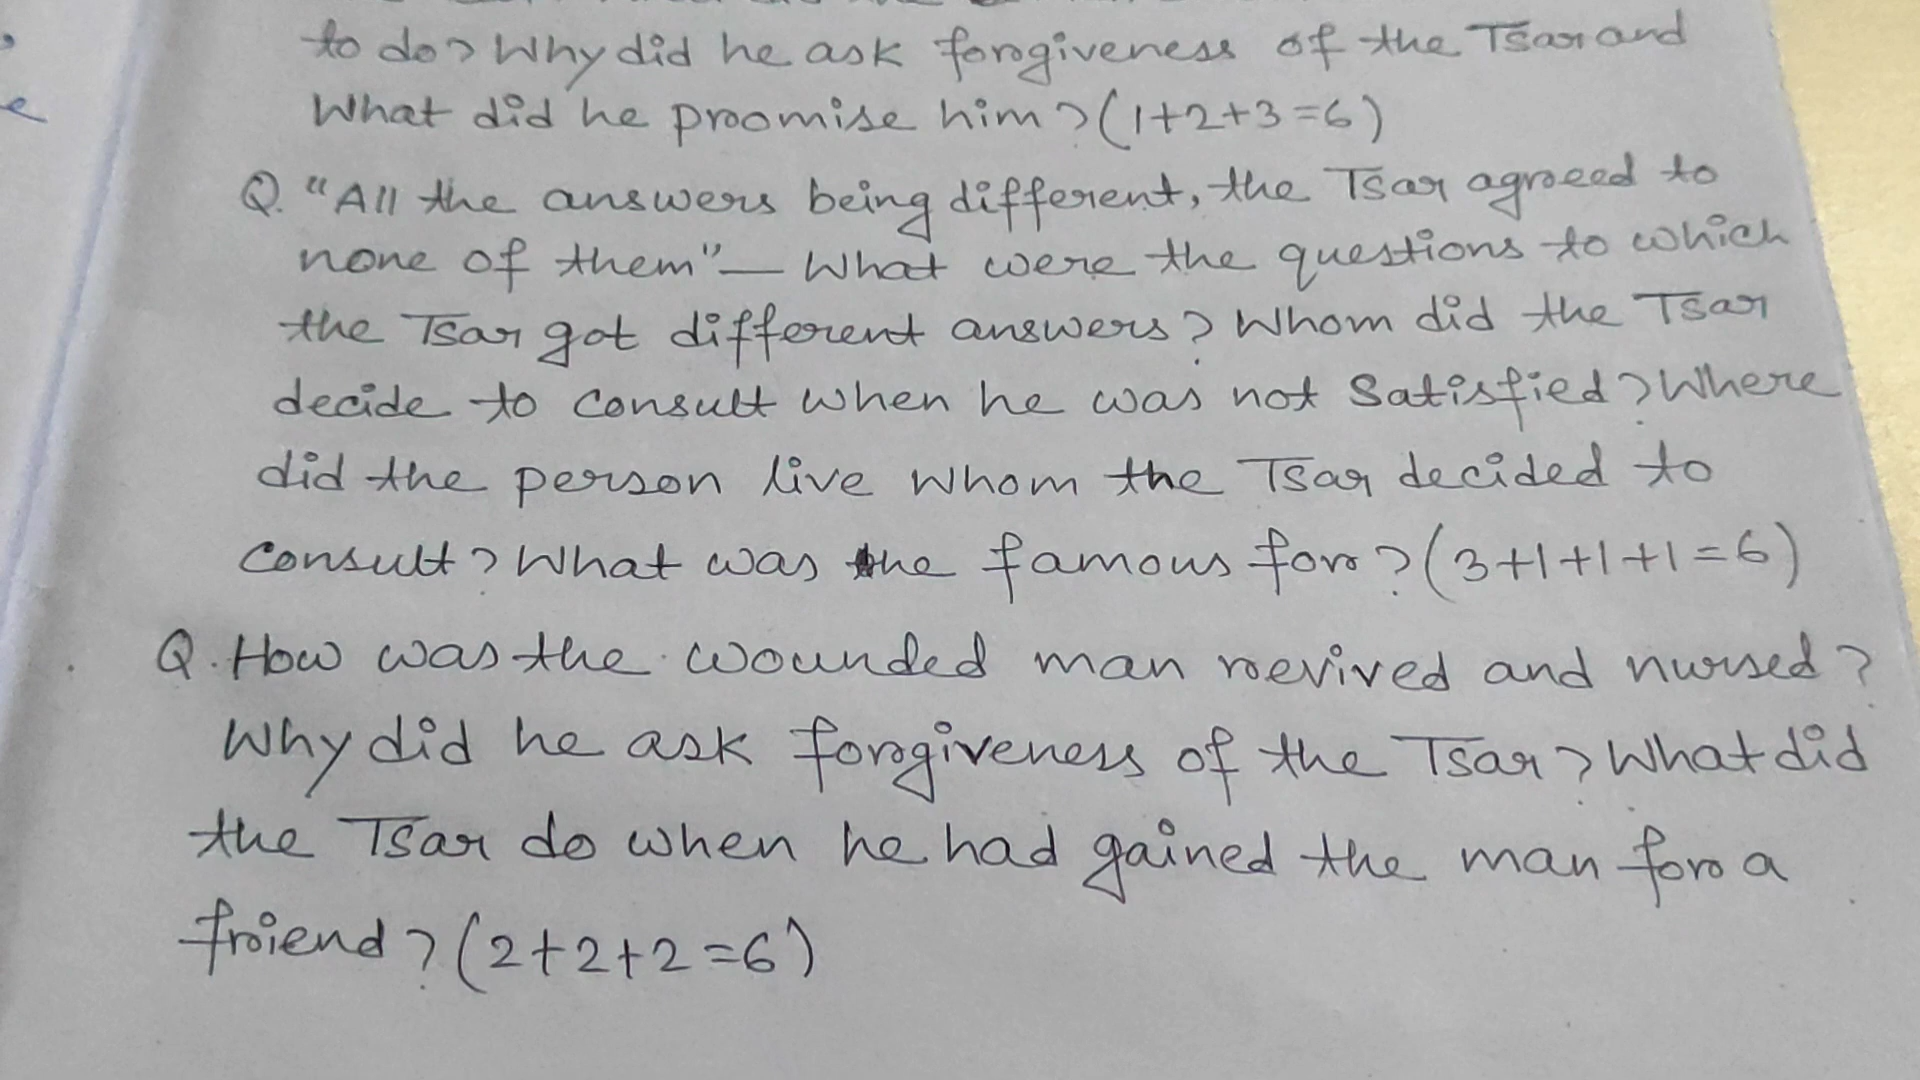 to do? Why did he ask forgiveness of the Tsar and
What did he promise him? (1+2+3=6)
Q. "All the answers being different, the Tsar agreed to
none of them" — What were the questions to which
the Tsar got different answers? Whom did the Tsar
decide to consult when he was not satisfied? Where
did the person live whom the Tsar decided to
consult? What was he famous for? (3+1+1+1=6)
Q. How was the wounded man revived and nursed?
Why did he ask forgiveness of the Tsar? What did
the Tsar do when he had gained the man for a
friend? (2+2+2=6)